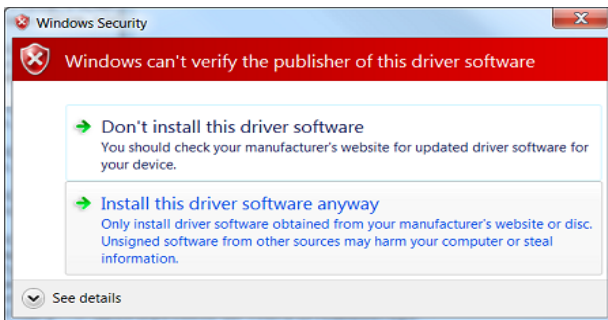 Windows Security
Windows can't verify the publisher of this driver software
Don't install this driver software
You should check your manufacturer's website for updated driver software for
your device.
Install this driver software anyway
Only install driver software obtained from your manufacturer's website or disc.
Unsigned software from other sources may harm your computer or steal
information.
See details